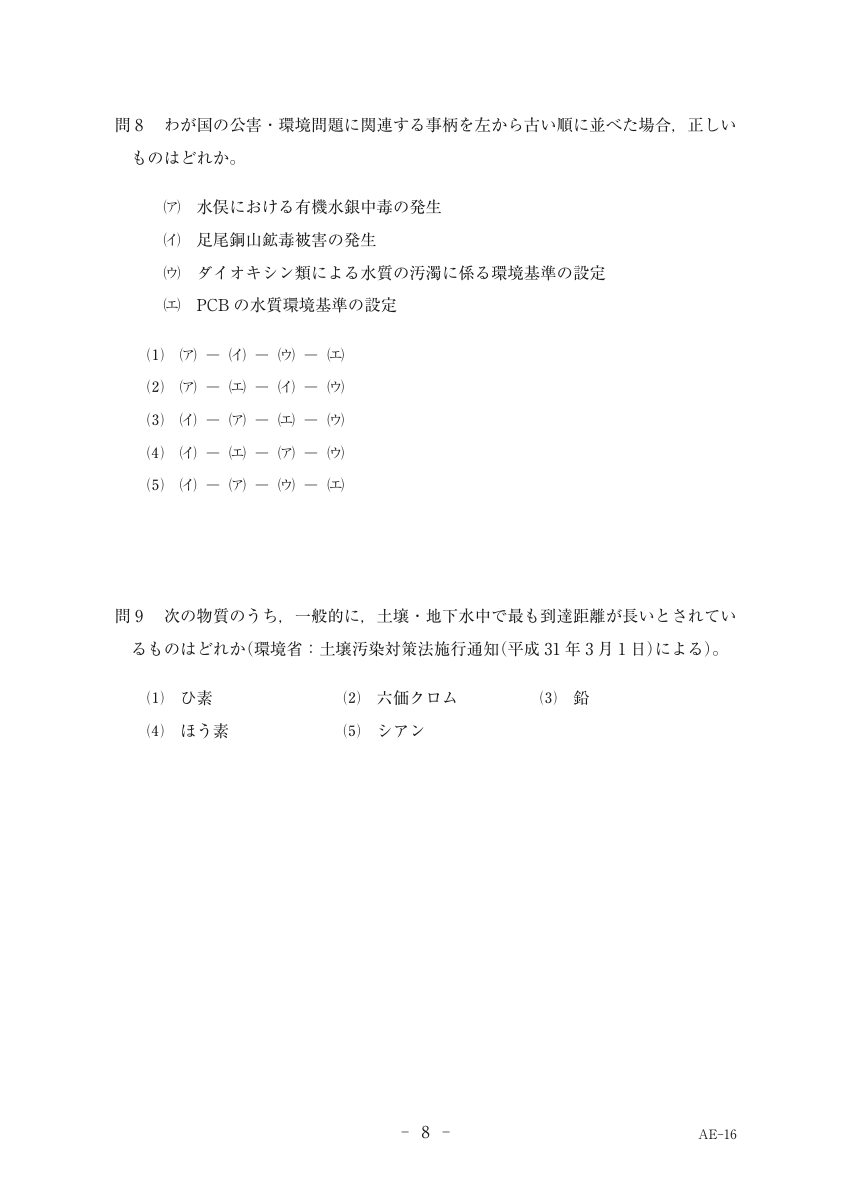 問8　わが国の公害・環境問題に関連する事柄を左から古い順に並べた場合，正しい
ものはどれか。
㈠ 水俣における有機水銀中毒の発生
(イ) 足尾銅山鉱毒被害の発生
(ウ) ダイオキシン類による水質の汚濁に係る環境基準の設定
(エ) PCB の水質環境基準の設定
(1) (ア) — (イ) — (ウ) — (エ)
(2) (ア) — (エ) — (イ) — (ウ)
(3) (イ) — (ア) — (エ) — (ウ)
(4) (イ) — (エ) — (ア) — (ウ)
(5) (イ) — (ア) — (ウ) — (エ)
問9　次の物質のうち，一般的に，土壌・地下水中で最も到達距離が長いとされてい
るものはどれか(環境省：土壌汚染対策法施行通知(平成 31 年 3 月 1 日)による)。
(1) ひ素　(2) 六価クロム　(3) 鉛
(4) ほう素　(5) シアン
- 8 -
AE-16